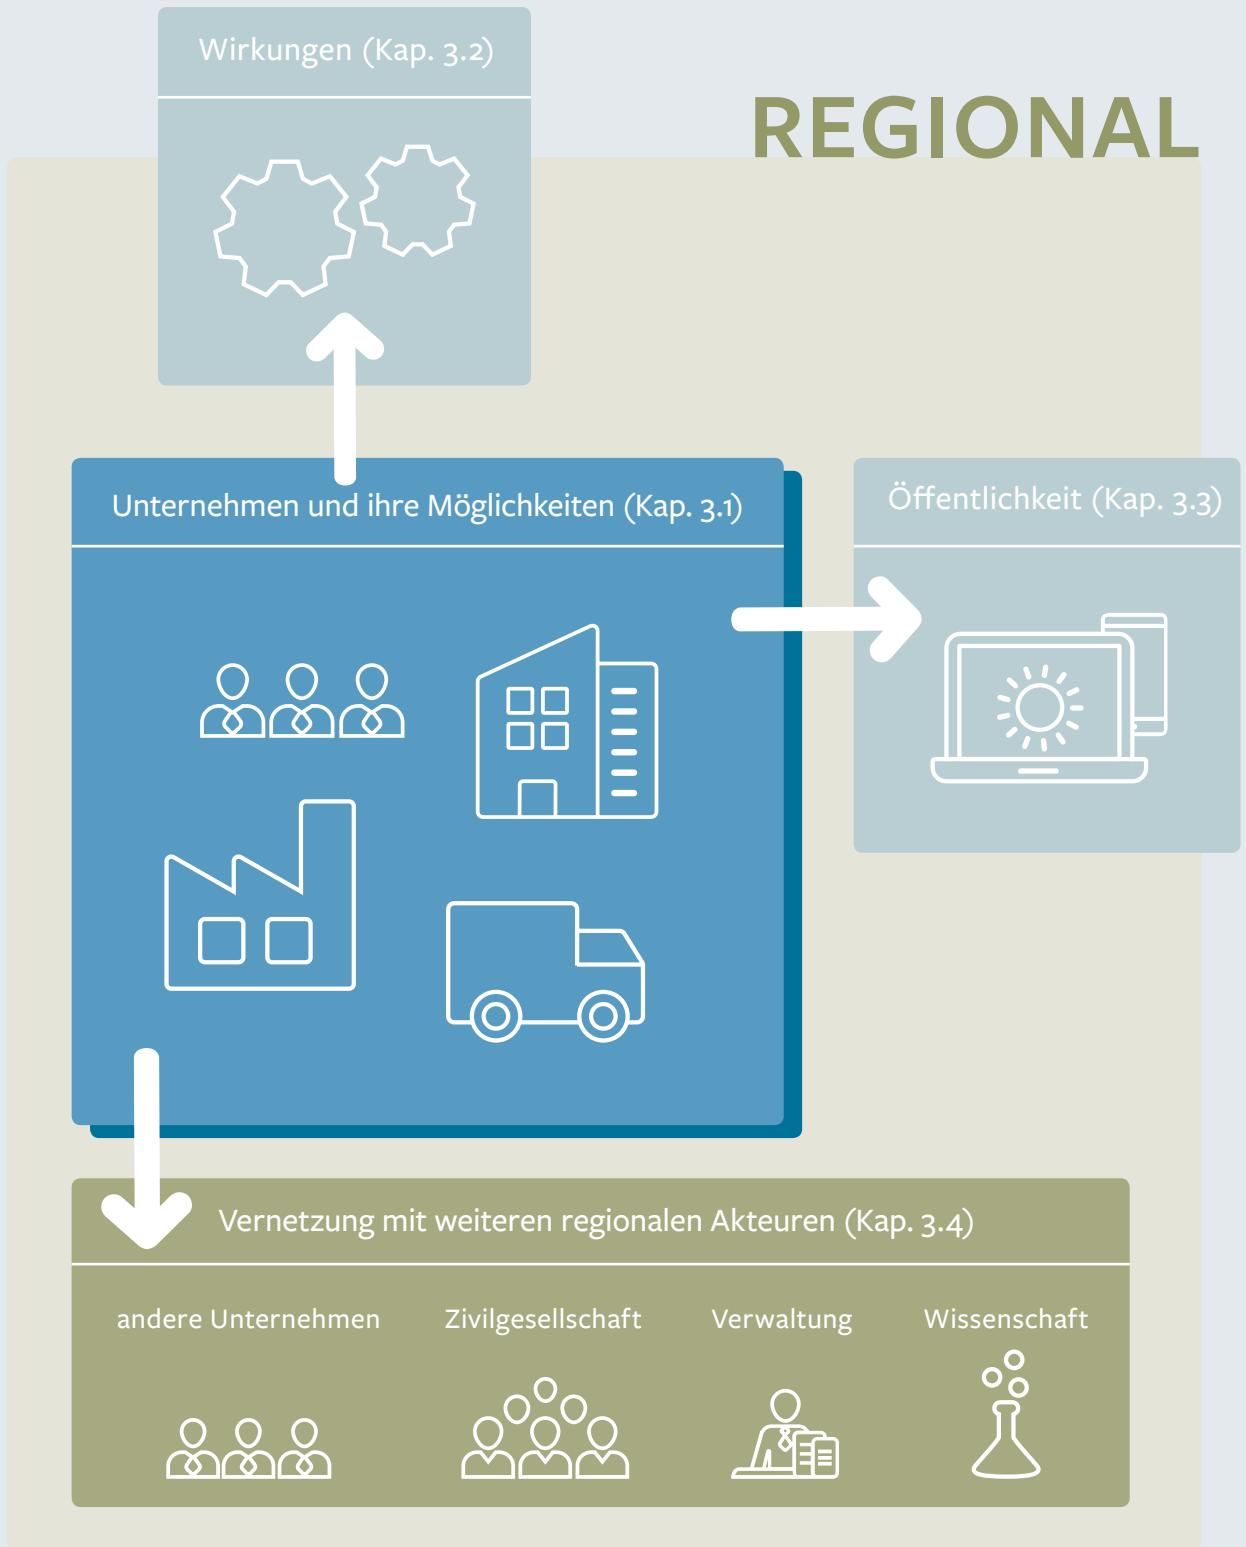 Wirkungen (Kap. 3.2)
REGIONAL
Unternehmen und ihre Möglichkeiten (Kap. 3.1)
Öffentlichkeit (Kap. 3.3)
Vernetzung mit weiteren regionalen Akteuren (Kap. 3.4)
andere Unternehmen
Zivilgesellschaft
Verwaltung
Wissenschaft